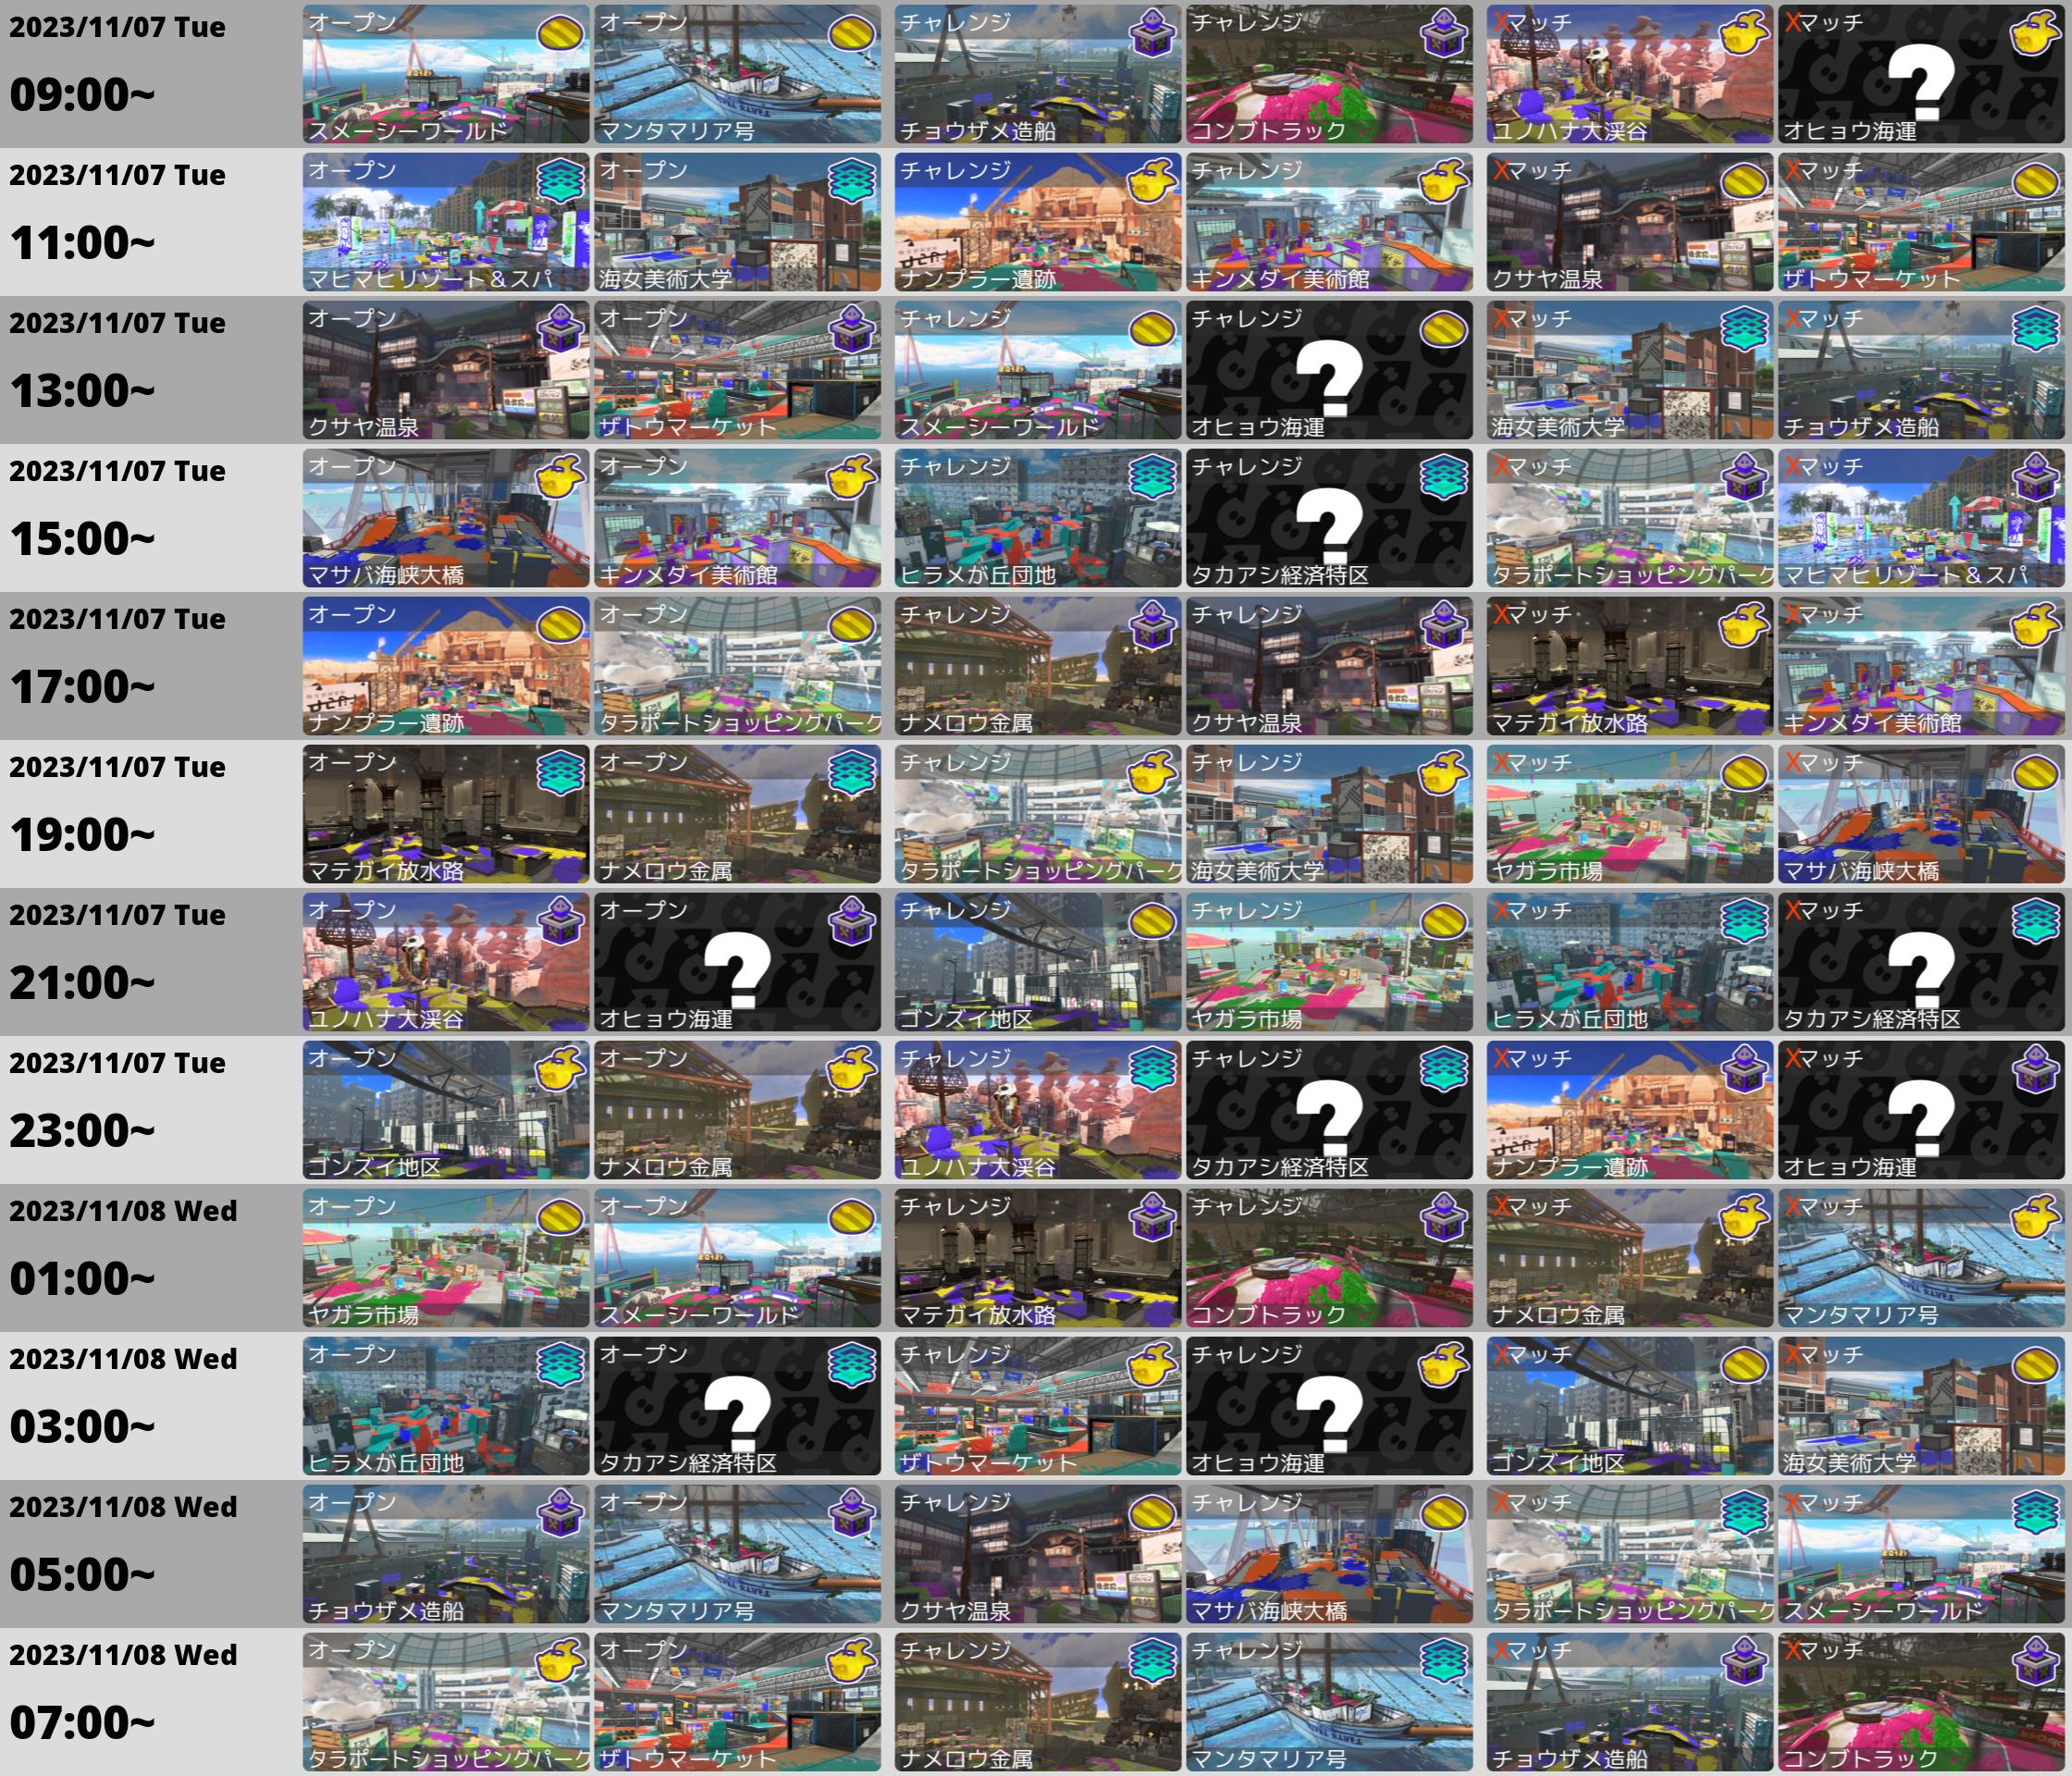 2023/11/07 Tue
09:00~
オープン オープン チャレンジ チャレンジ Xマッチ Xマッチ
スメーシーワールド マンタマリア号 チョウザメ造船 コンブトラック ユノハナ大渓谷 オヒョウ海運
2023/11/07 Tue
11:00~
オープン オープン チャレンジ チャレンジ Xマッチ Xマッチ
マヒマヒリゾート＆スパ 海女美術大学 ナンプラー遺跡 キンメダイ美術館 クサヤ温泉 ザトウマーケット
2023/11/07 Tue
13:00~
オープン オープン チャレンジ チャレンジ Xマッチ Xマッチ
クサヤ温泉 ザトウマーケット スメーシーワールド オヒョウ海運 海女美術大学 チョウザメ造船
2023/11/07 Tue
15:00~
オープン オープン チャレンジ チャレンジ Xマッチ Xマッチ
マサバ海峡大橋 キンメダイ美術館 ヒラメが丘団地 タカアシ経済特区 タラポートショッピングパーク マヒマヒリゾート＆スパ
2023/11/07 Tue
17:00~
オープン オープン チャレンジ チャレンジ Xマッチ Xマッチ
ナンプラー遺跡 タラポートショッピングパーク ナメロウ金属 クサヤ温泉 マテガイ放水路 キンメダイ美術館
2023/11/07 Tue
19:00~
オープン オープン チャレンジ チャレンジ Xマッチ Xマッチ
マテガイ放水路 ナメロウ金属 タラポートショッピングパーク 海女美術大学 ヤガラ市場 マサバ海峡大橋
2023/11/07 Tue
21:00~
オープン オープン チャレンジ チャレンジ Xマッチ Xマッチ
ユノハナ大渓谷 オヒョウ海運 ゴンズイ地区 ヤガラ市場 ヒラメが丘団地 タカアシ経済特区
2023/11/07 Tue
23:00~
オープン オープン チャレンジ チャレンジ Xマッチ Xマッチ
ゴンズイ地区 ナメロウ金属 ユノハナ大渓谷 タカアシ経済特区 ナンプラー遺跡 オヒョウ海運
2023/11/08 Wed
01:00~
オープン オープン チャレンジ チャレンジ Xマッチ Xマッチ
ヤガラ市場 スメーシーワールド マテガイ放水路 コンブトラック ナメロウ金属 マンタマリア号
2023/11/08 Wed
03:00~
オープン オープン チャレンジ チャレンジ Xマッチ Xマッチ
ヒラメが丘団地 タカアシ経済特区 ザトウマーケット オヒョウ海運 ゴンズイ地区 海女美術大学
2023/11/08 Wed
05:00~
オープン オープン チャレンジ チャレンジ Xマッチ Xマッチ
チョウザメ造船 マンタマリア号 クサヤ温泉 マサバ海峡大橋 タラポートショッピングパーク スメーシーワールド
2023/11/08 Wed
07:00~
オープン オープン チャレンジ チャレンジ Xマッチ Xマッチ
タラポートショッピングパーク ザトウマーケット ナメロウ金属 マンタマリア号 チョウザメ造船 コンブトラック